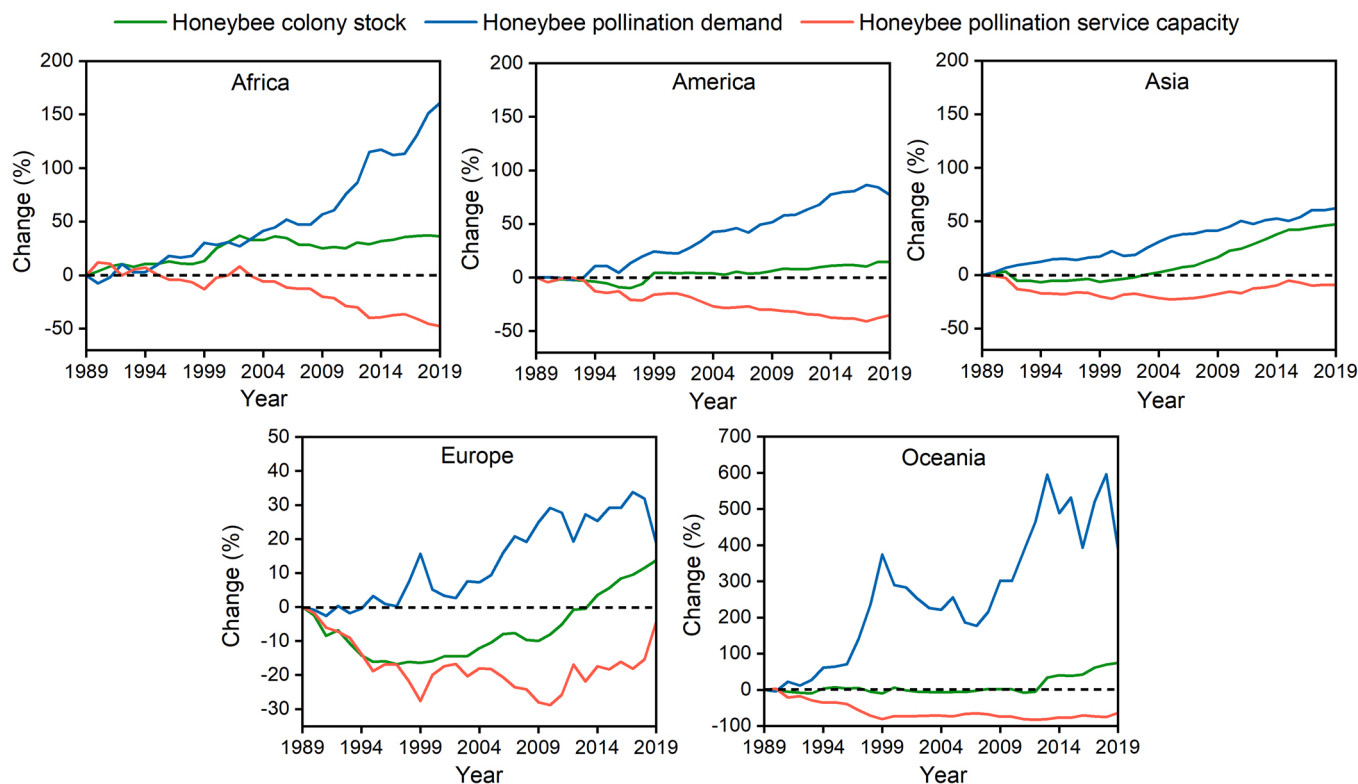 Honeybee colony stock Honeybee pollination demand Honeybee pollination service capacity
Africa
Change (%)
200
150
100
50
0
-50
1989 1994 1999 2004 2009 2014 2019
Year
America
Change (%)
200
150
100
50
0
-50
1989 1994 1999 2004 2009 2014 2019
Year
Asia
Change (%)
200
150
100
50
0
-50
1989 1994 1999 2004 2009 2014 2019
Year
Europe
Change (%)
50
40
30
20
10
0
-10
-20
-30
1989 1994 1999 2004 2009 2014 2019
Year
Oceania
Change (%)
700
600
500
400
300
200
100
0
-100
1989 1994 1999 2004 2009 2014 2019
Year